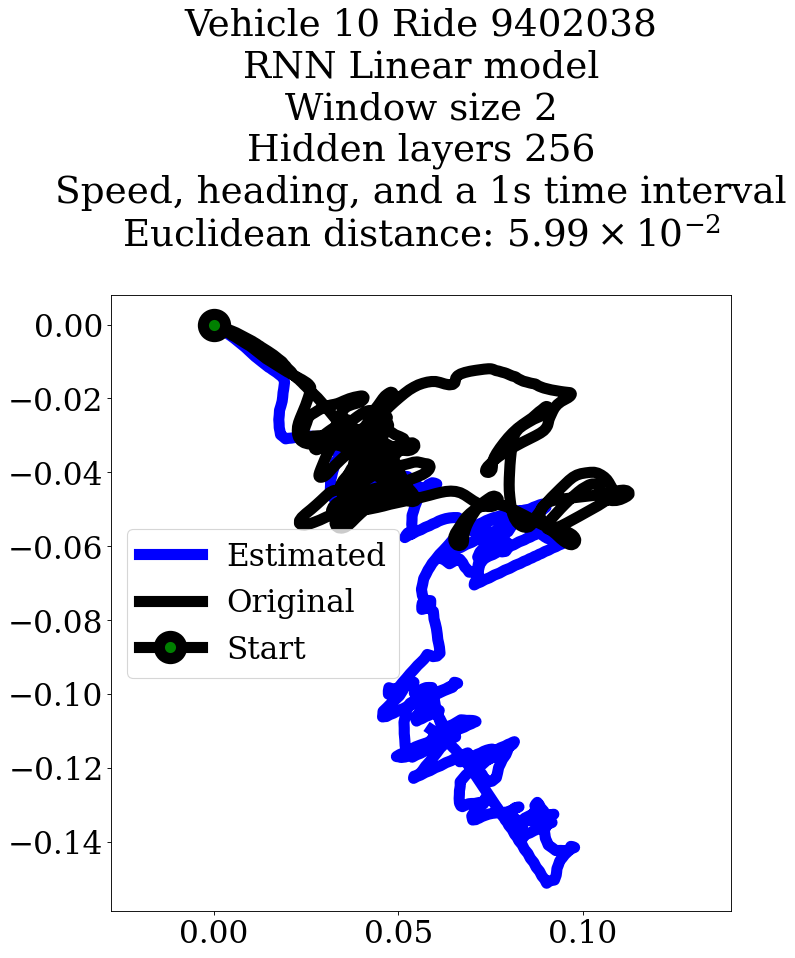 Vehicle 10 Ride 9402038
RNN Linear model
Window size 2
Hidden layers 256
Speed, heading, and a 1s time interval
Euclidean distance: 5.99 × 10⁻²
0.00
−0.02
−0.04
−0.06
−0.08
−0.10
−0.12
−0.14
Estimated
Original
Start
0.00 0.05 0.10